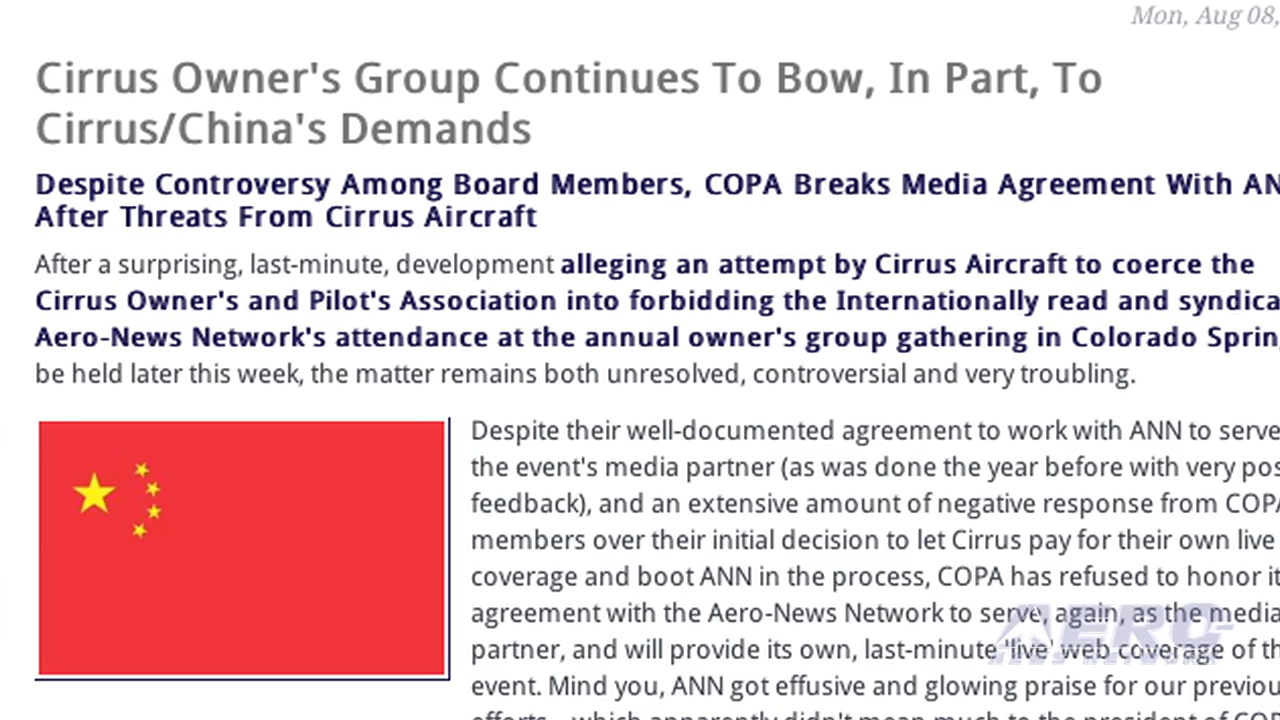 Mon, Aug 08,
Cirrus Owner's Group Continues To Bow, In Part, To
Cirrus/China's Demands
Despite Controversy Among Board Members, COPA Breaks Media Agreement With AN
After Threats From Cirrus Aircraft
After a surprising, last-minute, development alleging an attempt by Cirrus Aircraft to coerce the
Cirrus Owner's and Pilot's Association into forbidding the Internationally read and syndica
Aero-News Network's attendance at the annual owner's group gathering in Colorado Sprin
be held later this week, the matter remains both unresolved, controversial and very troubling.
Despite their well-documented agreement to work with ANN to serve
the event's media partner (as was done the year before with very pos
feedback), and an extensive amount of negative response from COPA
members over their initial decision to let Cirrus pay for their own live
coverage and boot ANN in the process, COPA has refused to honor it
agreement with the Aero-News Network to serve, again, as the media
partner, and will provide its own, last-minute 'live' web coverage of th
event. Mind you, ANN got effusive and glowing praise for our previou
efforts... which apparently didn't mean much to the president of COP
AERO
NEWS NETWORK